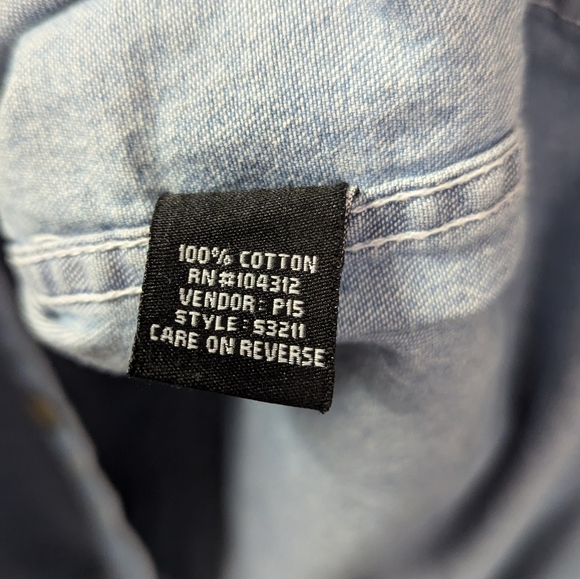 100% COTTON
RN#104312
VENDOR: P15
STYLE: S3211
CARE ON REVERSE